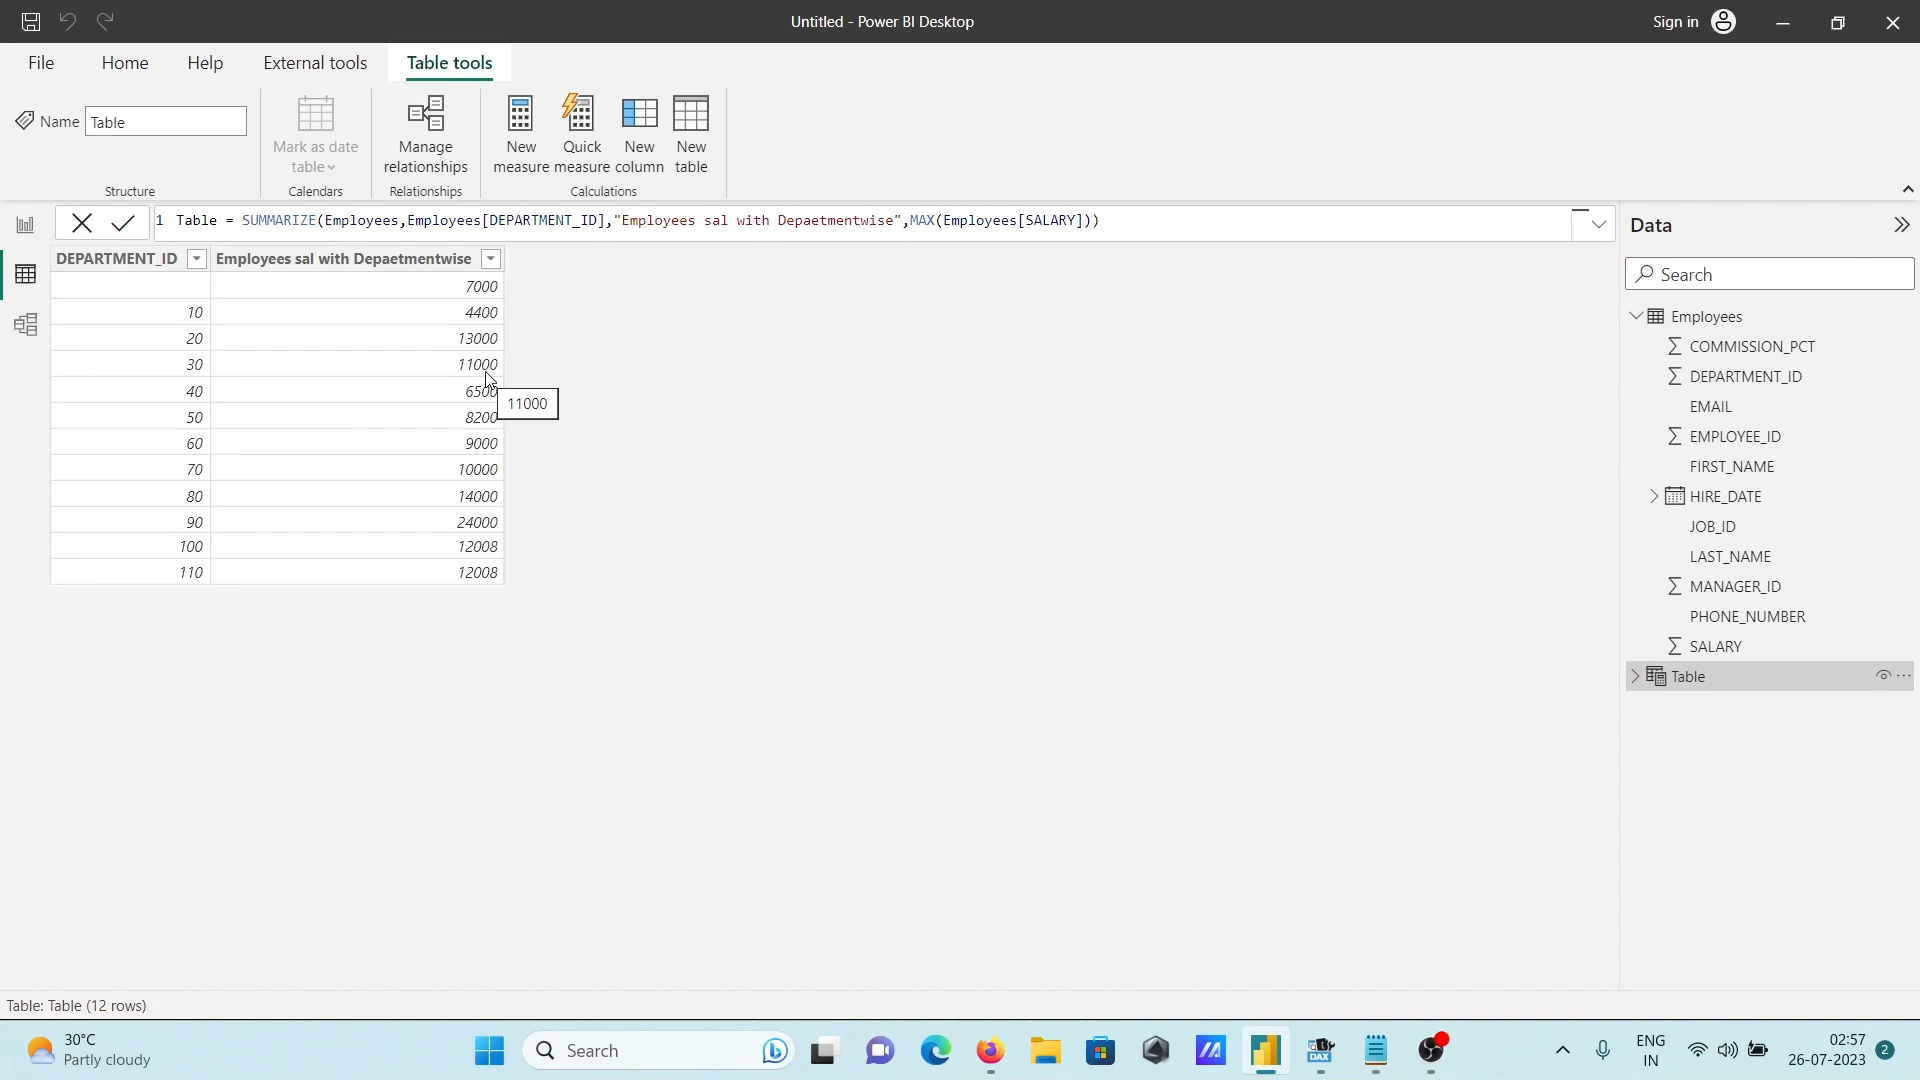 Untitled - Power BI Desktop
Sign in
File
Home
Help
External tools
Table tools
Name
Table
Mark as date
table
Calendars
Manage
relationships
Relationships
New
measure
Quick
measure
New
column
New
table
Structure
Calculations
1 Table = SUMMARIZE(Employees,Employees[DEPARTMENT_ID],"Employees sal with Depaetmentwise",MAX(Employees[SALARY]))
DEPARTMENT_ID Employees sal with Depaetmentwise
7000
10 4400
20 13000
30 11000
40 6500
50 8200
60 9000
70 10000
80 14000
90 24000
100 12008
110 12008
11000
Data
Search
Employees
COMMISSION_PCT
DEPARTMENT_ID
EMAIL
EMPLOYEE_ID
FIRST_NAME
HIRE_DATE
JOB_ID
LAST_NAME
MANAGER_ID
PHONE_NUMBER
SALARY
Table
Table: Table (12 rows)
30°C
Partly cloudy
Search
DAX
ENG
IN
02:57
26-07-2023
2